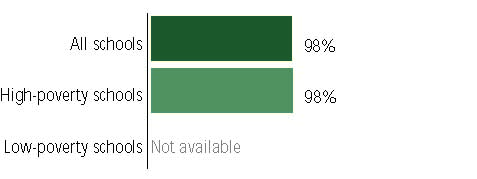 All schools 98%
High-poverty schools 98%
Low-poverty schools Not available